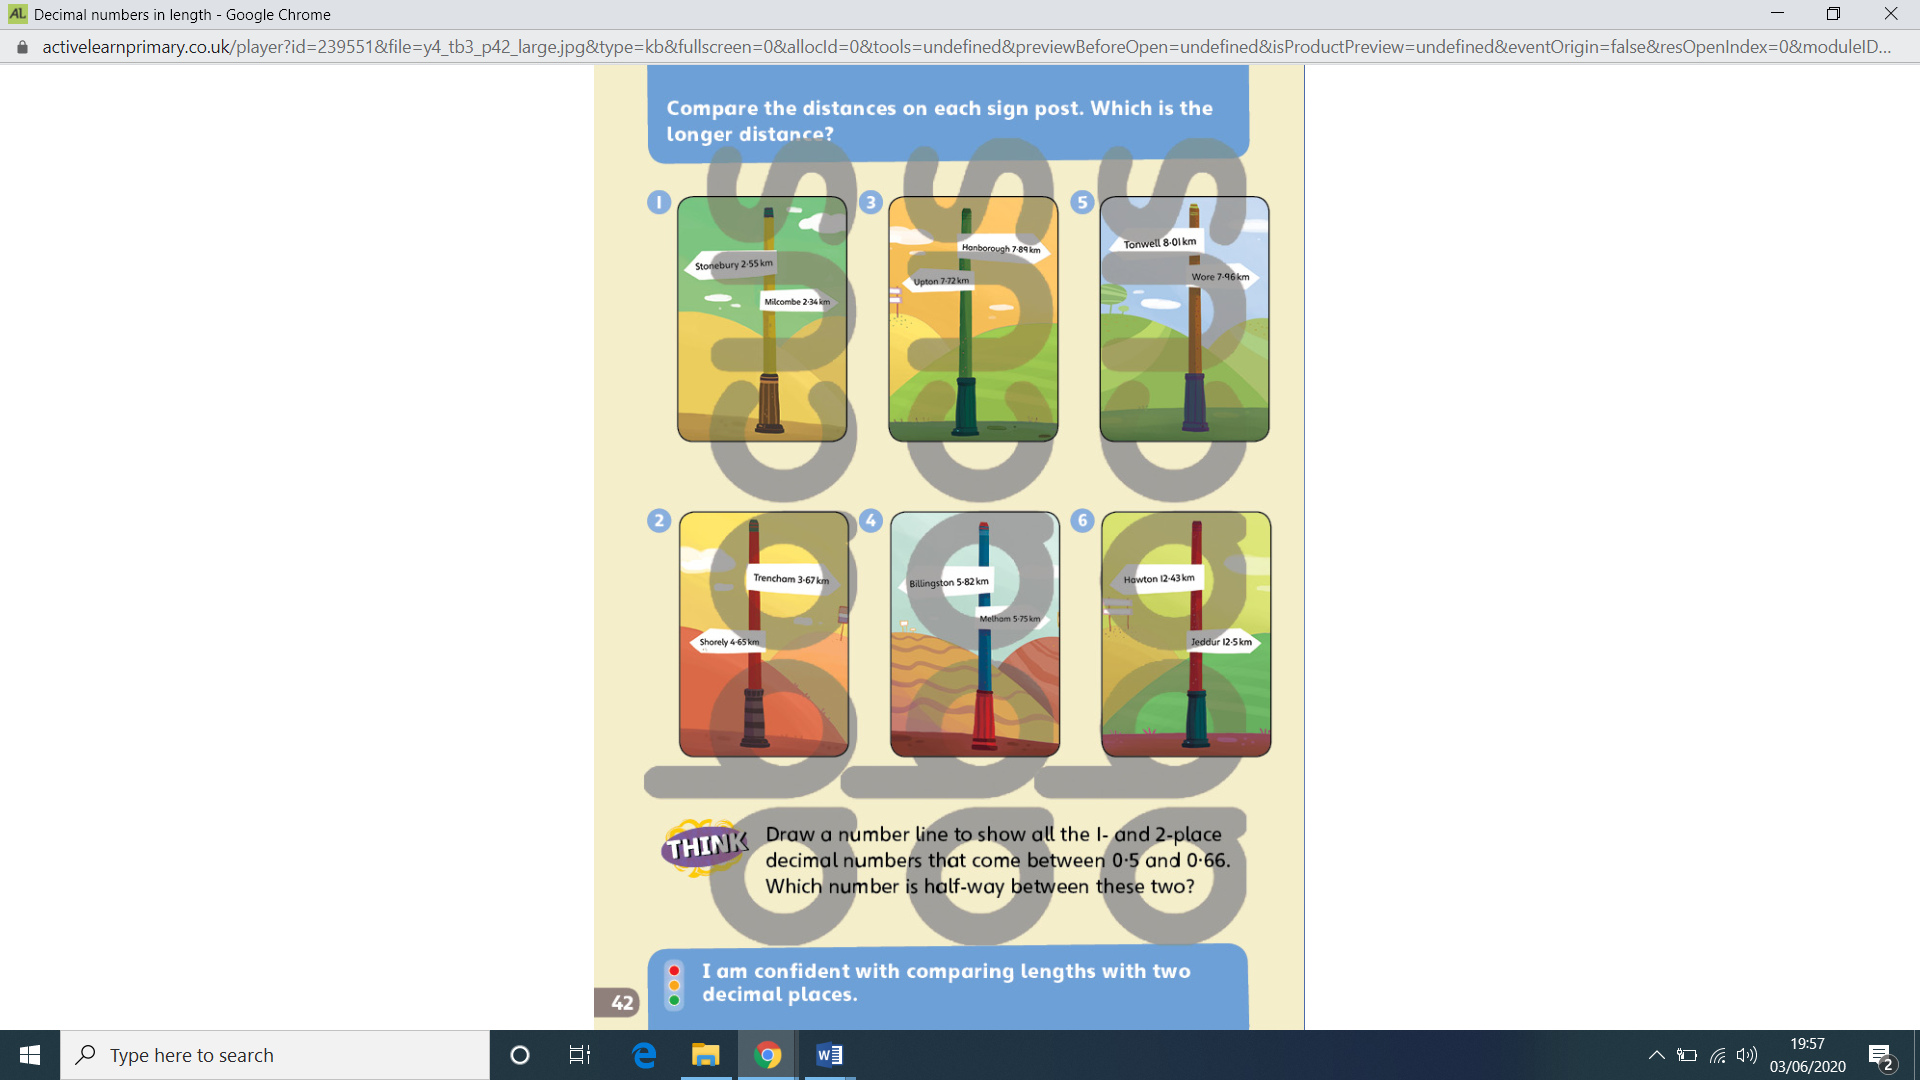 Decimal numbers in length - Google Chrome
activelearnprimary.co.uk/player?id=239551&file=y4_tb3_p42_large.jpg&type=kb&fullscreen=0&allocId=0&tools=undefined&previewBeforeOpen=undefined&isProductPreview=undefined&eventOrigin=false&resOpenIndex=0&moduleID...
Compare the distances on each sign post. Which is the
longer distance?
1
Stonebury 2·55 km
Milcombe 2·34 km
3
Hanborough 7·89 km
Upton 7·72 km
5
Tonwell 8·01 km
Wore 7·96 km
2
Trencham 3·67 km
Shorely 4·65 km
4
Billingston 5·82 km
Melham 5·75 km
6
Hawton 12·43 km
Jeddur 12·5 km
THINK
Draw a number line to show all the 1- and 2-place
decimal numbers that come between 0·5 and 0·66.
Which number is half-way between these two?
I am confident with comparing lengths with two
decimal places.
42
Type here to search
19:57
03/06/2020
2